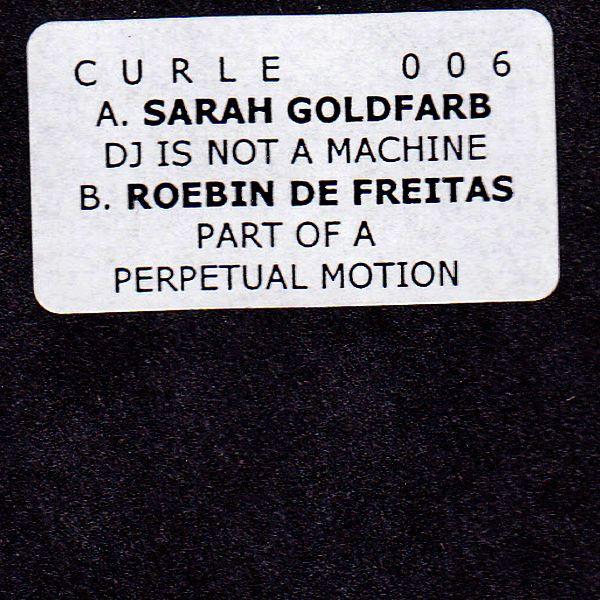 CURLE 006
A. SARAH GOLDFARB
DJ IS NOT A MACHINE
B. ROEBIN DE FREITAS
PART OF A
PERPETUAL MOTION